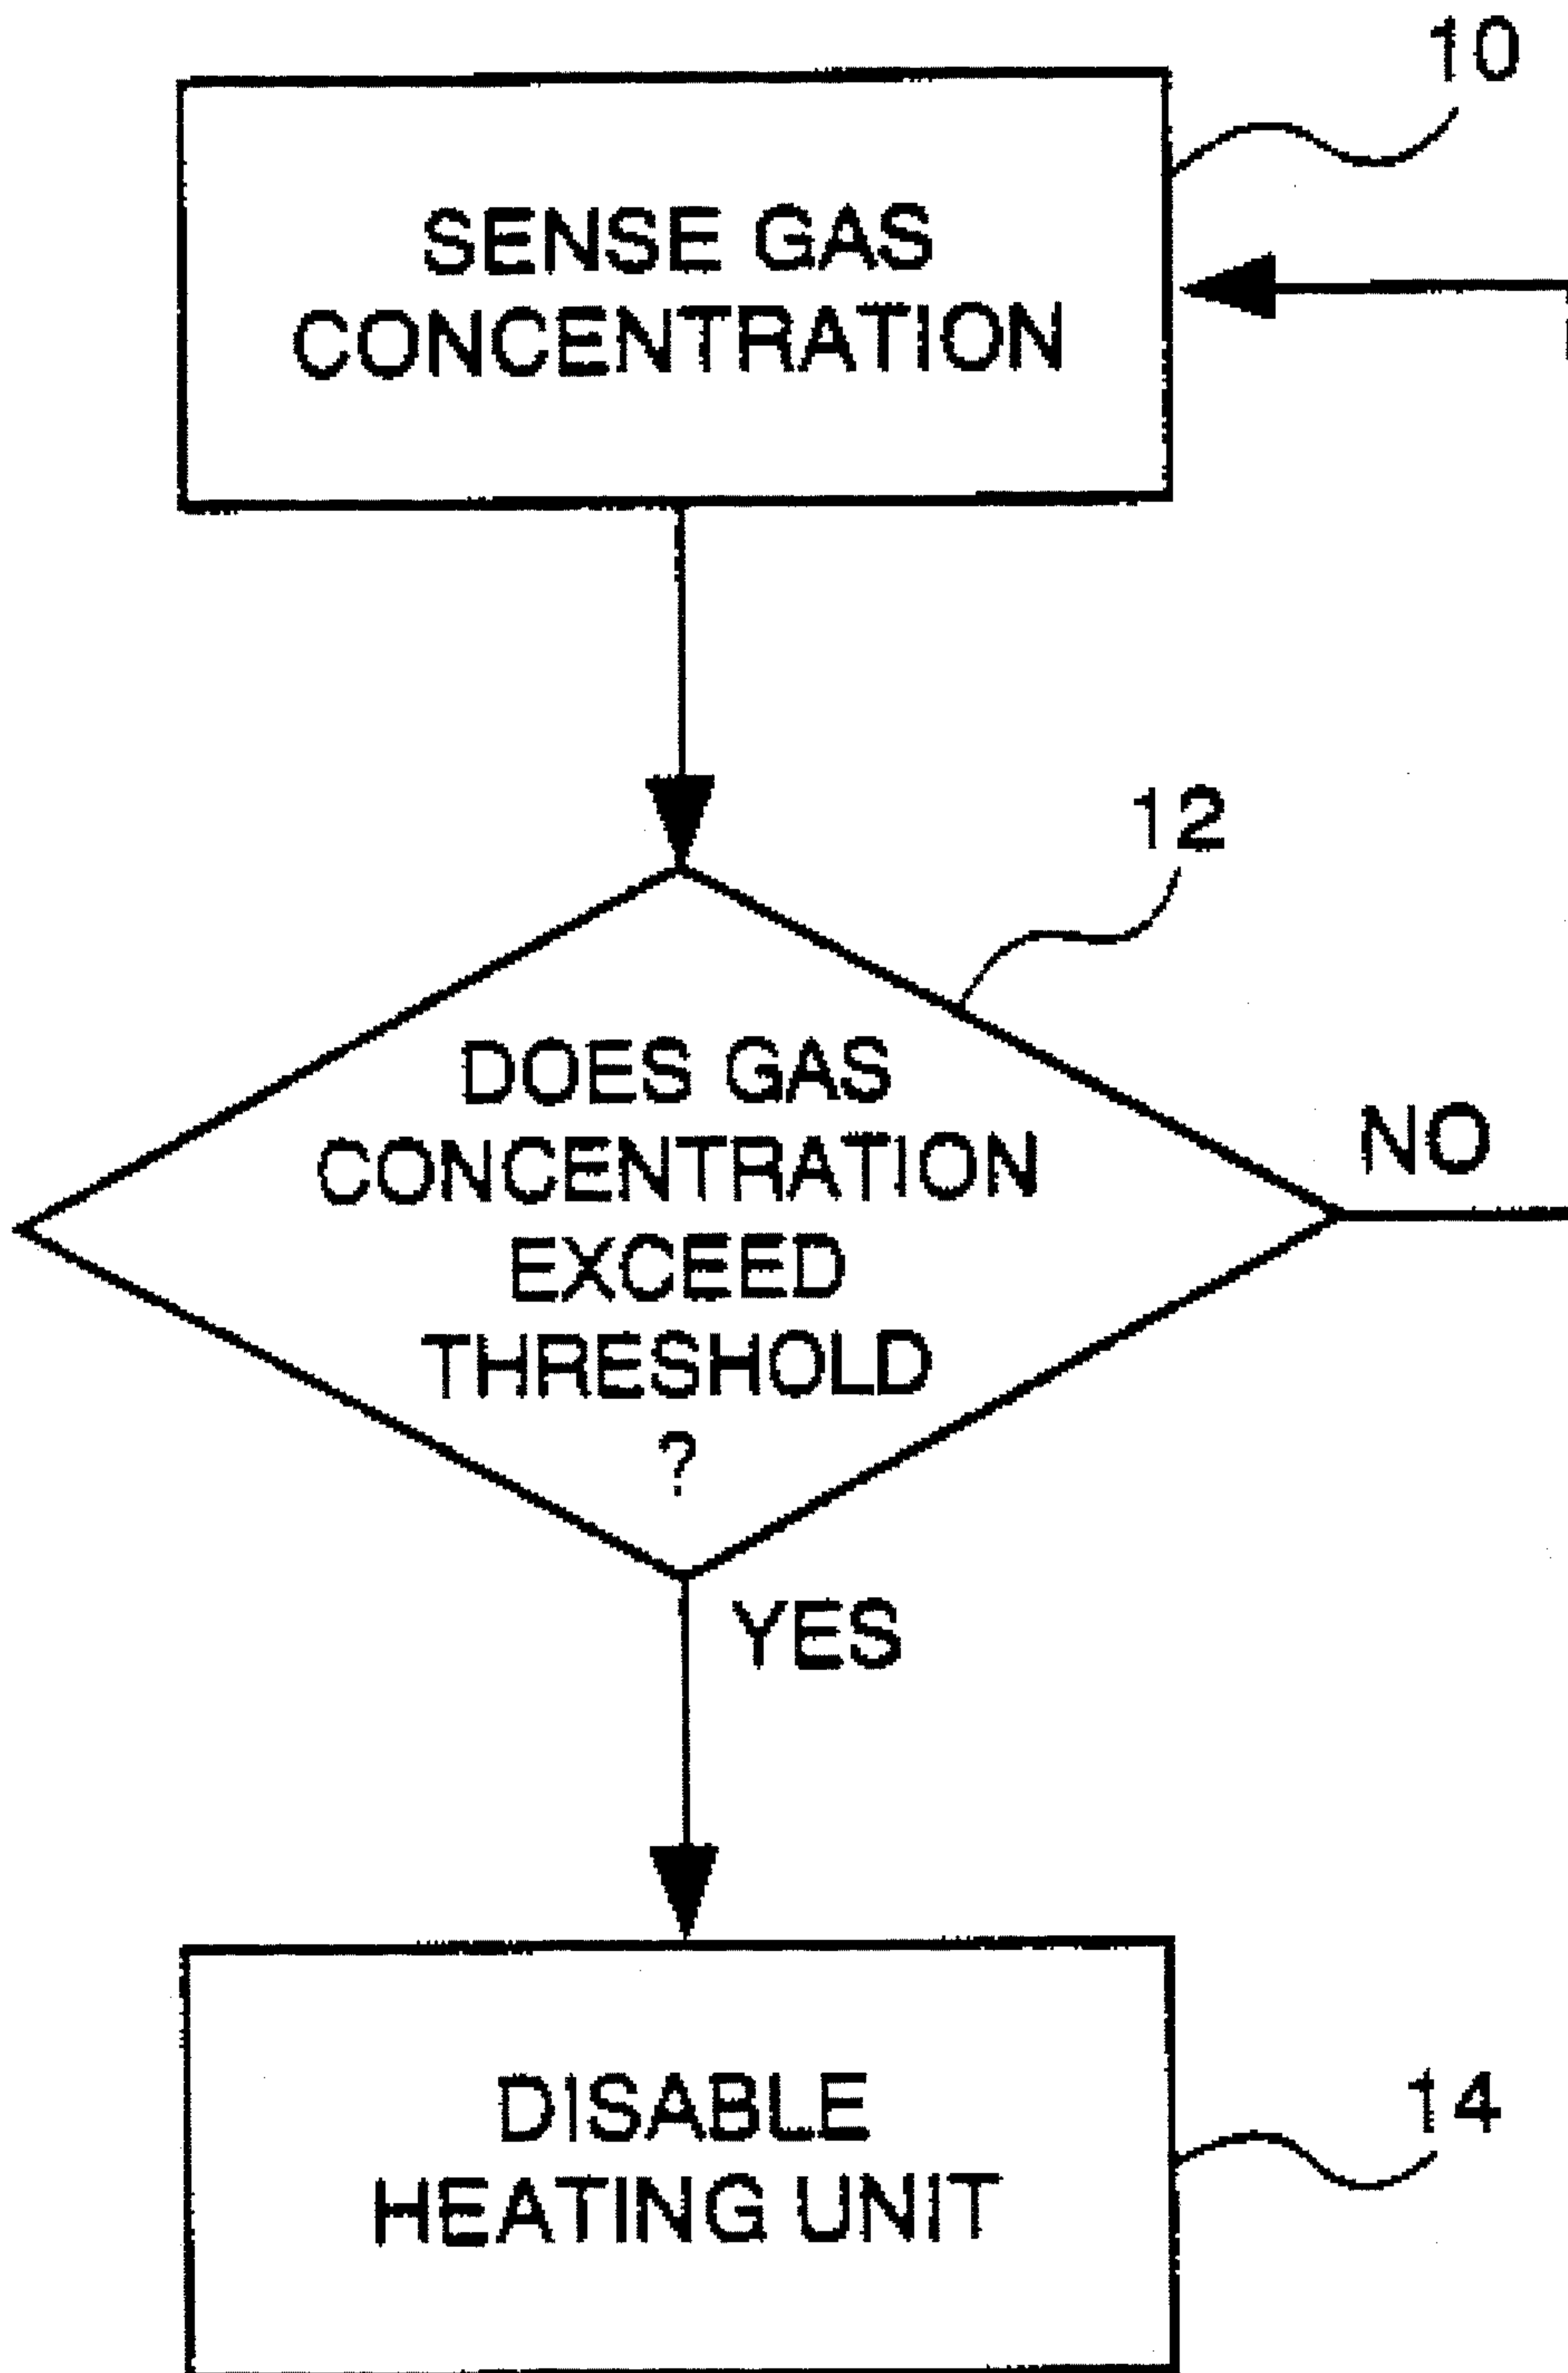 10
SENSE GAS
CONCENTRATION
12
DOES GAS
CONCENTRATION
EXCEED
THRESHOLD
?
NO
YES
DISABLE
HEATING UNIT
14